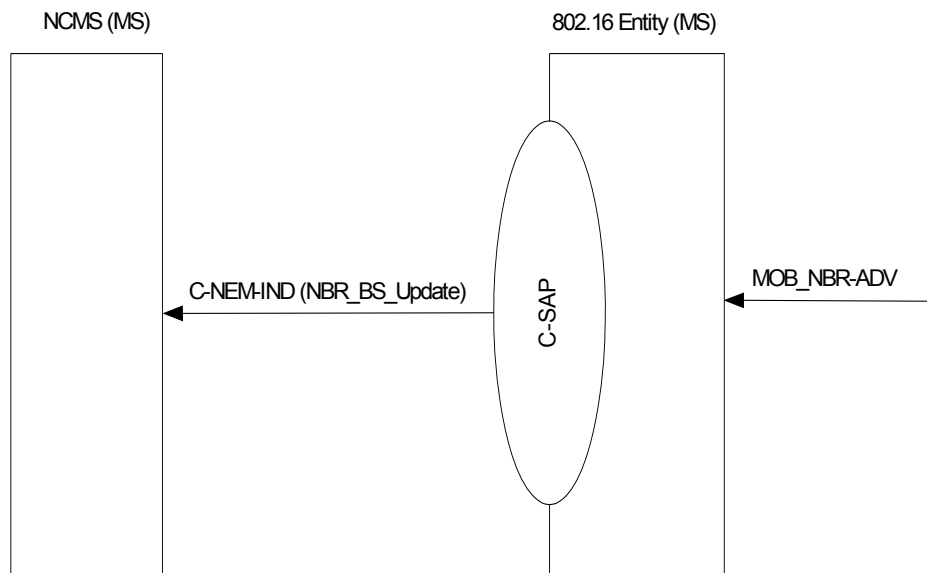 NCMS (MS)
802.16 Entity (MS)
C-NEM-IND (NBR_BS_Update)
C-SAP
MOB_NBR-ADV